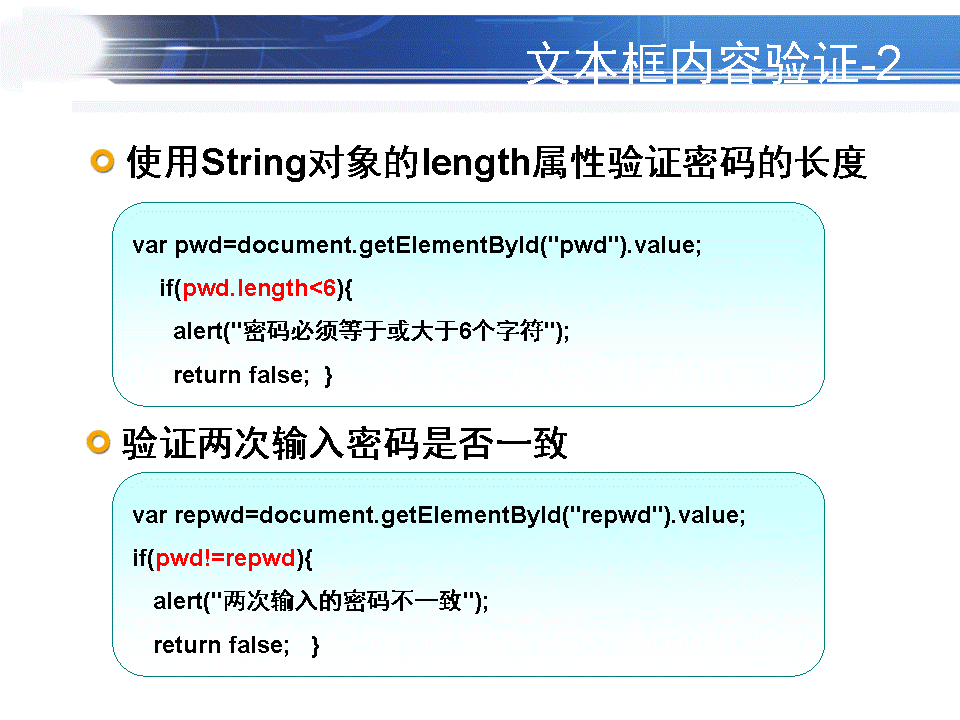 文本框内容验证-2
使用String对象的length属性验证密码的长度
var pwd=document.getElementById("pwd").value;
if(pwd.length<6){
alert("密码必须等于或大于6个字符");
return false;  }
验证两次输入密码是否一致
var repwd=document.getElementById("repwd").value;
if(pwd!=repwd){
alert("两次输入的密码不一致");
return false;   }